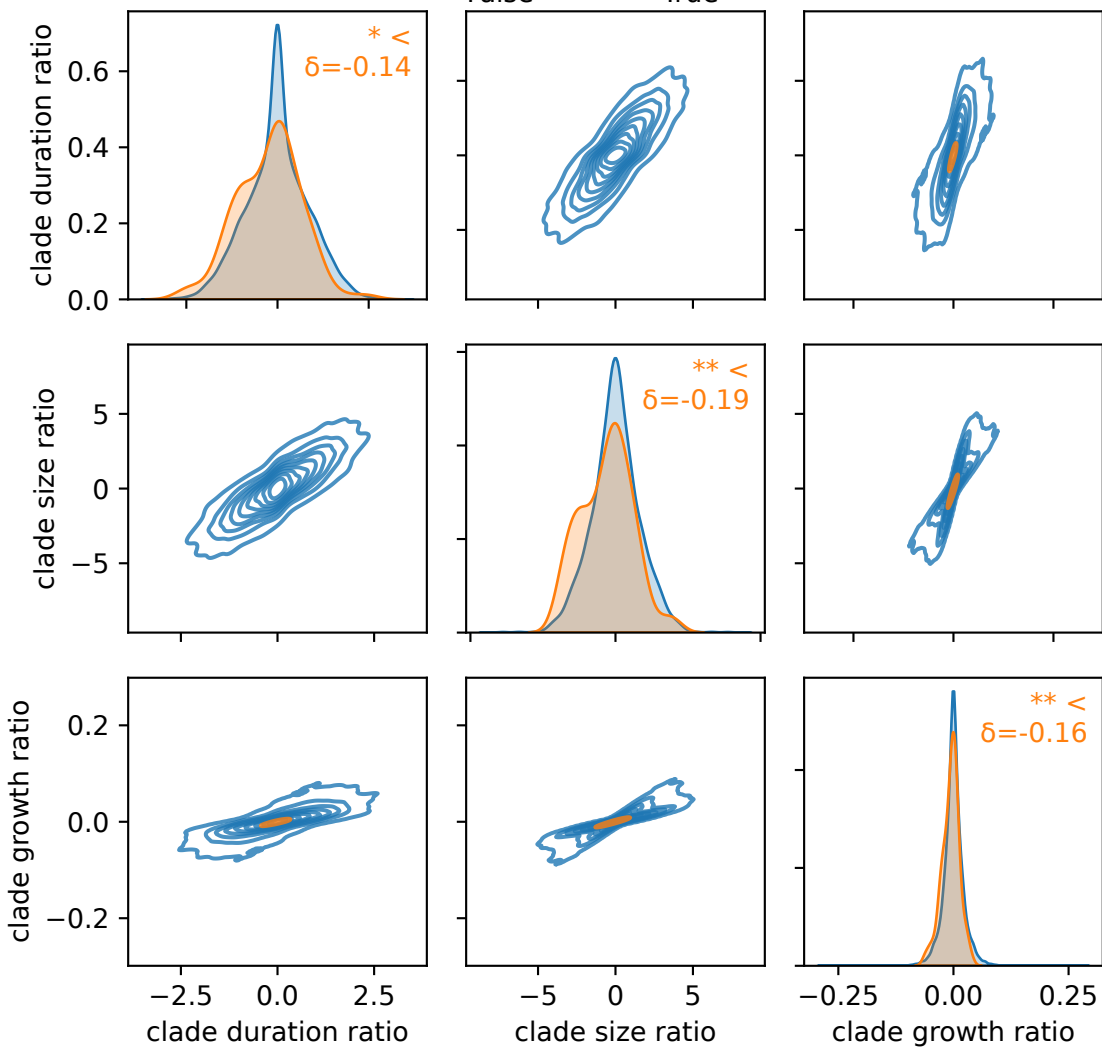 clade duration ratio
0.6
0.4
0.2
0.0
* <
δ=-0.14
clade size ratio
5
0
−5
** <
δ=-0.19
clade growth ratio
0.2
0.0
−0.2
** <
δ=-0.16
−2.5 0.0 2.5
−5 0 5
−0.25 0.00 0.25
clade duration ratio
clade size ratio
clade growth ratio